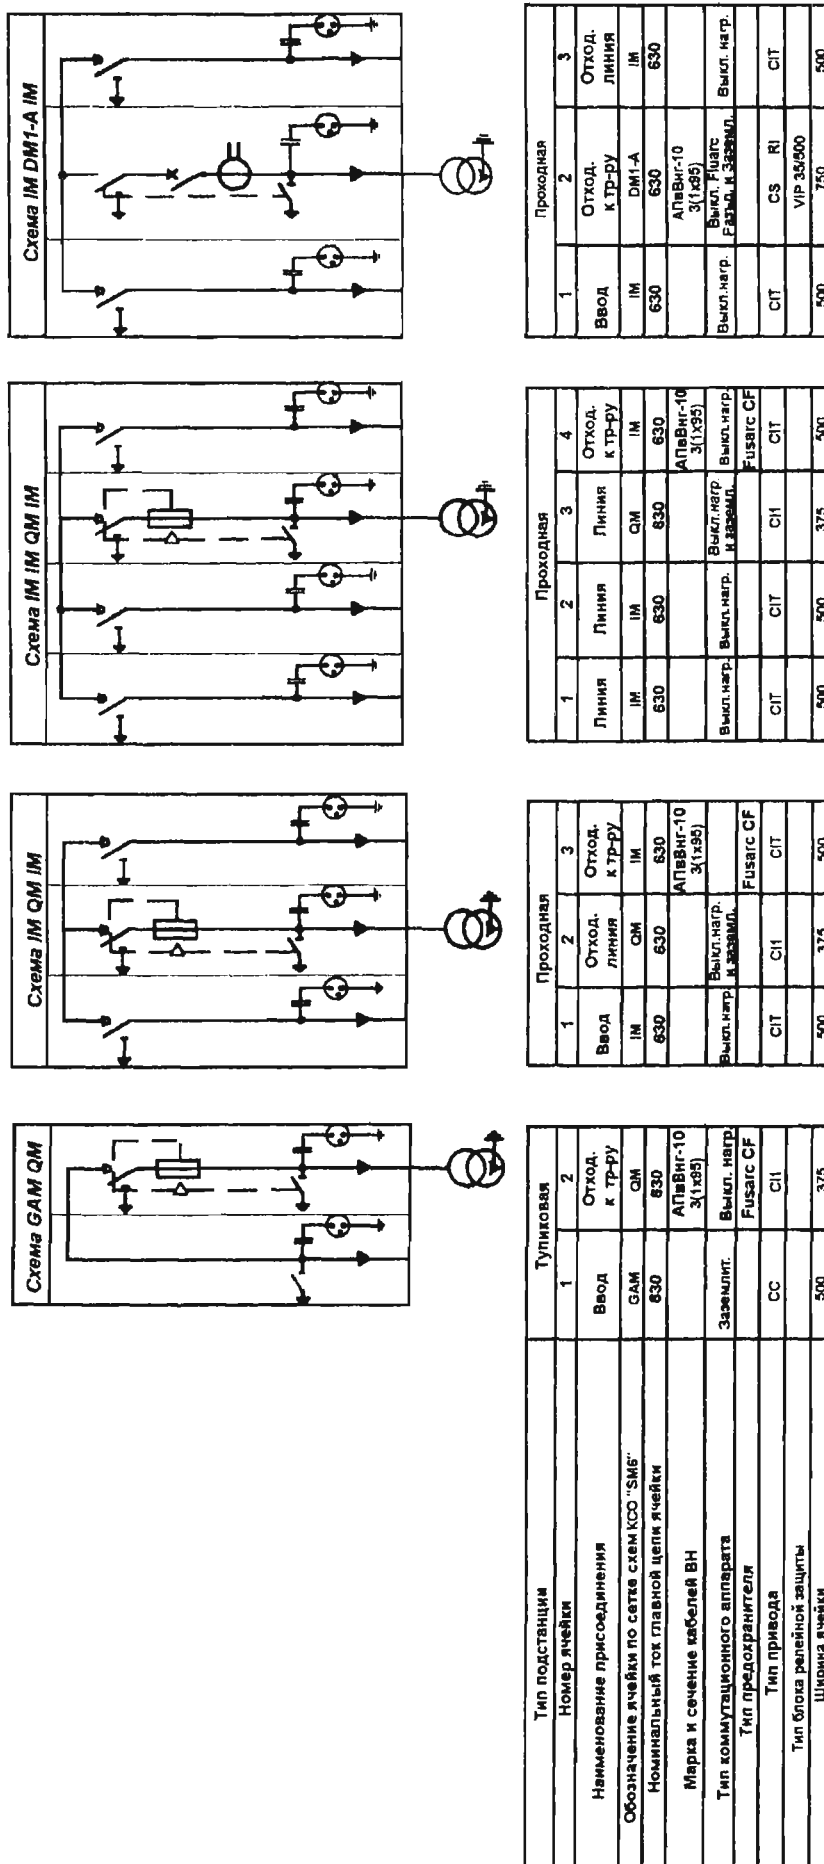 Схема GAM QM
Схема IM QM IM
Схема IM IM QM IM
Схема IM DM1-A IM
Тип подстанции
Тупиковая
Проходная
Проходная
Проходная
Номер ячейки
1
2
1
2
3
1
2
3
4
1
2
3
Наименование присоединения
Ввод
Отход.
к тр-ру
Ввод
Отход.
линия
Отход.
к тр-ру
Линия
Линия
Линия
Отход.
к тр-ру
Ввод
Отход.
к тр-ру
Отход.
линия
Обозначение ячейки по сетке схем КСО "SM6"
GAM
QM
IM
QM
IM
IM
IM
QM
IM
IM
DM1-A
IM
Номинальный ток главной цепи ячейки
630
630
630
630
630
630
630
630
630
630
630
630
Марка и сечение кабелей ВН
АПвВнг-10
3(1х95)
АПвВнг-10
3(1х95)
АПвВнг-10
3(1х95)
АПвВнг-10
3(1х95)
Тип коммутационного аппарата
Заземлит.
Выкл. нагр.
Выкл.нагр.
Выкл.нагр.
и заземл.
Выкл.нагр.
Выкл.нагр.
Выкл.нагр.
и заземл.
Выкл.нагр.
Выкл.нагр.
Выкл. Fluarc
Разъд. и Заземл.
Выкл. нагр.
Тип предохранителя
Fusarc CF
Fusarc CF
Fusarc CF
Тип привода
CC
CI1
CIT
CI1
CIT
CIT
CIT
CI1
CIT
CIT
CS RI
CIT
Тип блока релейной защиты
VIP 35/500
Ширина ячейки
500
375
500
375
500
500
500
375
500
500
750
500